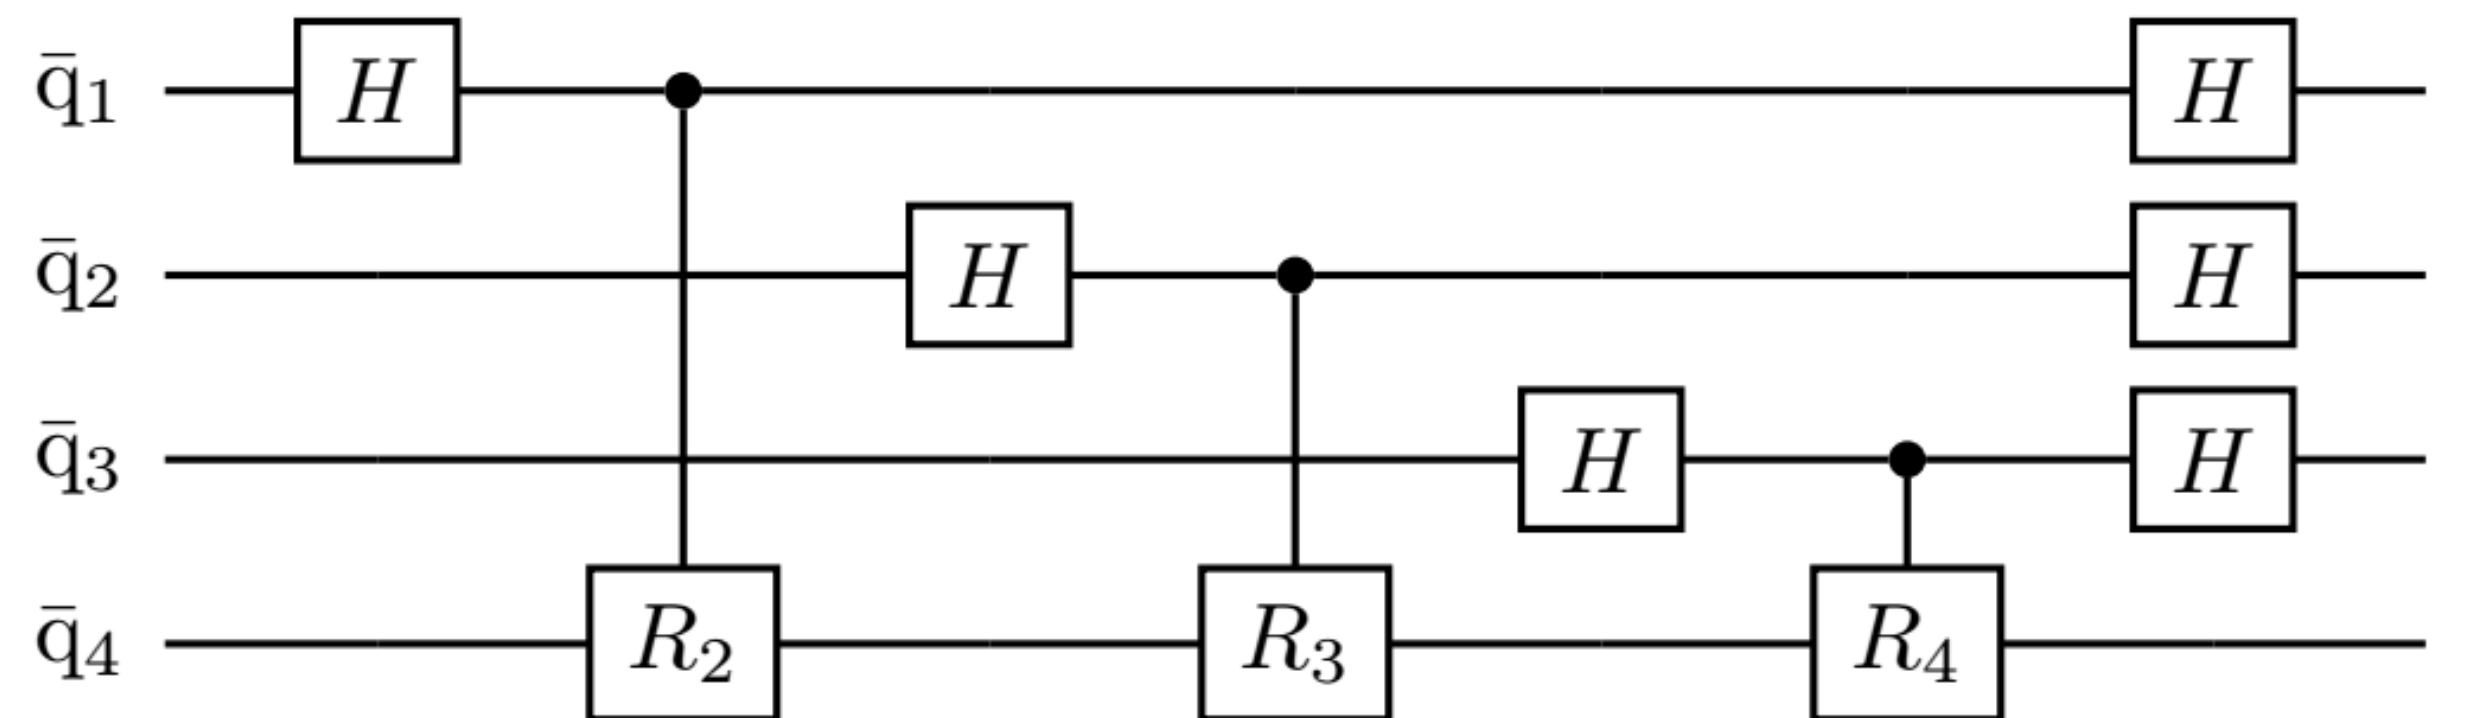 q̄₁ H H
q̄₂ H H
q̄₃ H H
q̄₄ R₂ R₃ R₄